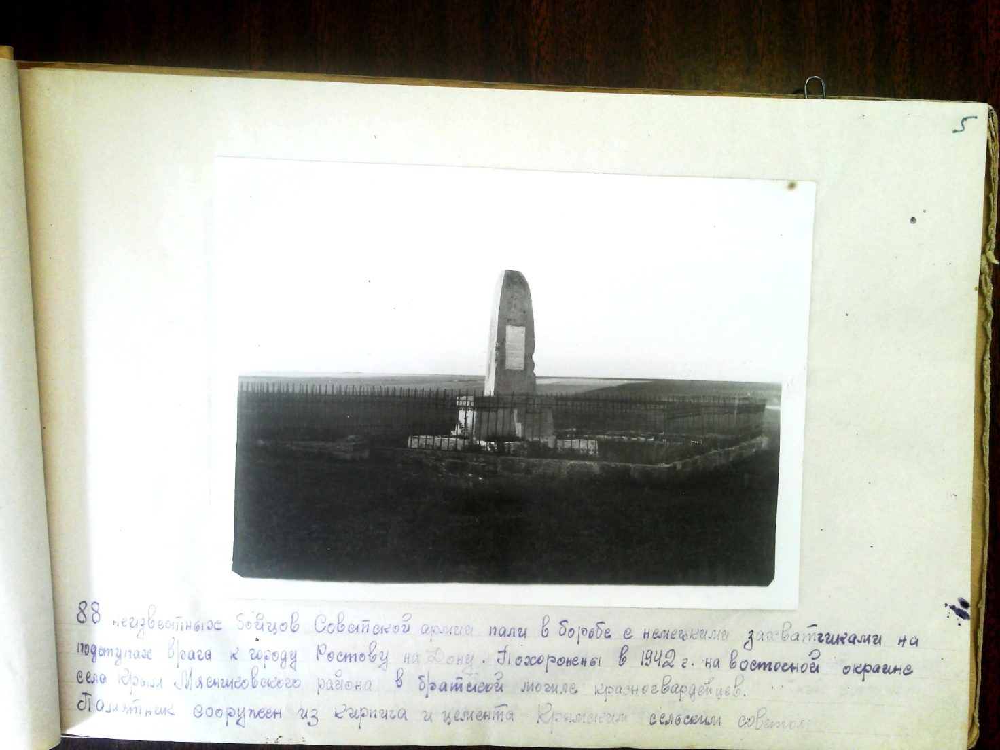 5
88 неизвестных бойцов Советской армии пали в борьбе с немецкими захватчиками на
подступах врага к городу Ростову на Дону. Похоронены в 1942 г. на восточной окраине
села Крым Мясниковского района в братской могиле красногвардейцев.
Памятник сооружен из кирпича и цемента Крымским сельским советом